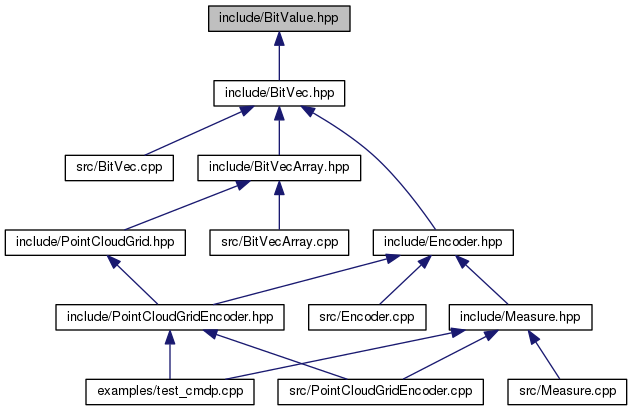 include/BitValue.hpp
include/BitVec.hpp
src/BitVec.cpp
include/BitVecArray.hpp
include/PointCloudGrid.hpp
src/BitVecArray.cpp
include/Encoder.hpp
include/PointCloudGridEncoder.hpp
src/Encoder.cpp
include/Measure.hpp
examples/test_cmdp.cpp
src/PointCloudGridEncoder.cpp
src/Measure.cpp